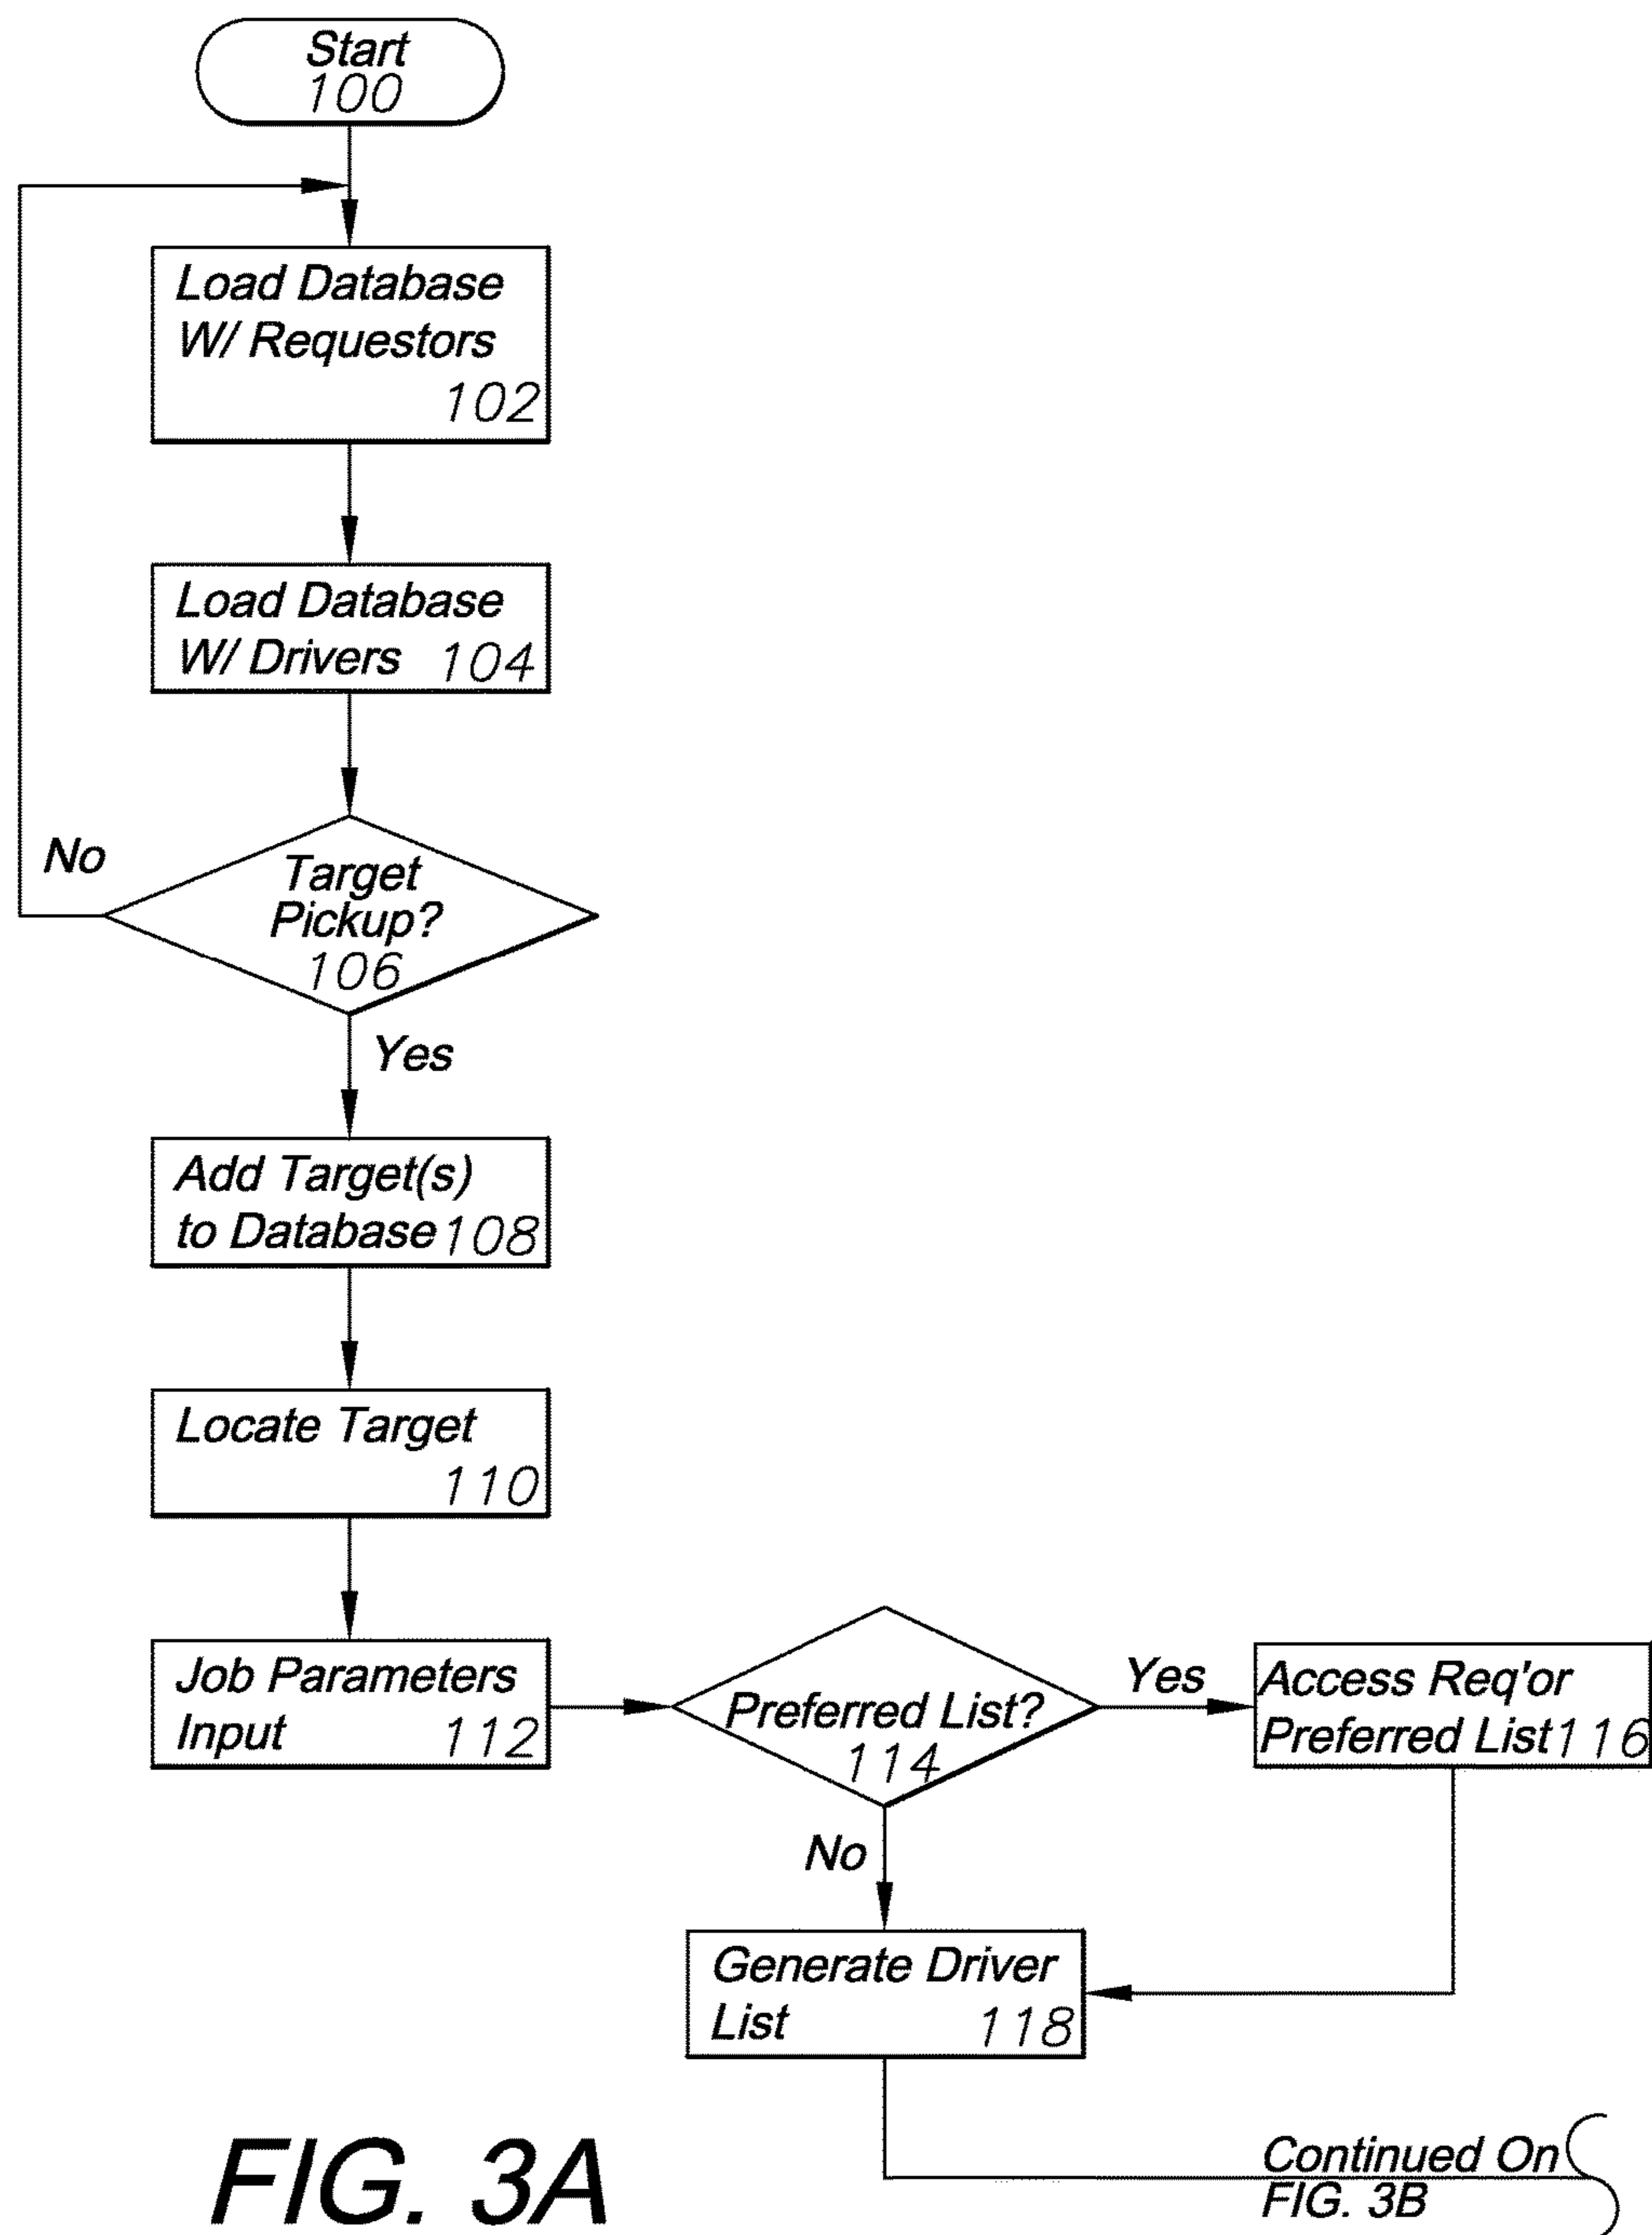 Start
100
Load Database
W/ Requestors
102
Load Database
W/ Drivers 104
No
Target
Pickup?
106
Yes
Add Target(s)
to Database 108
Locate Target
110
Job Parameters
Input 112
Preferred List?
114
Yes
Access Req'or
Preferred List 116
No
Generate Driver
List 118
Continued On
FIG. 3B
FIG. 3A